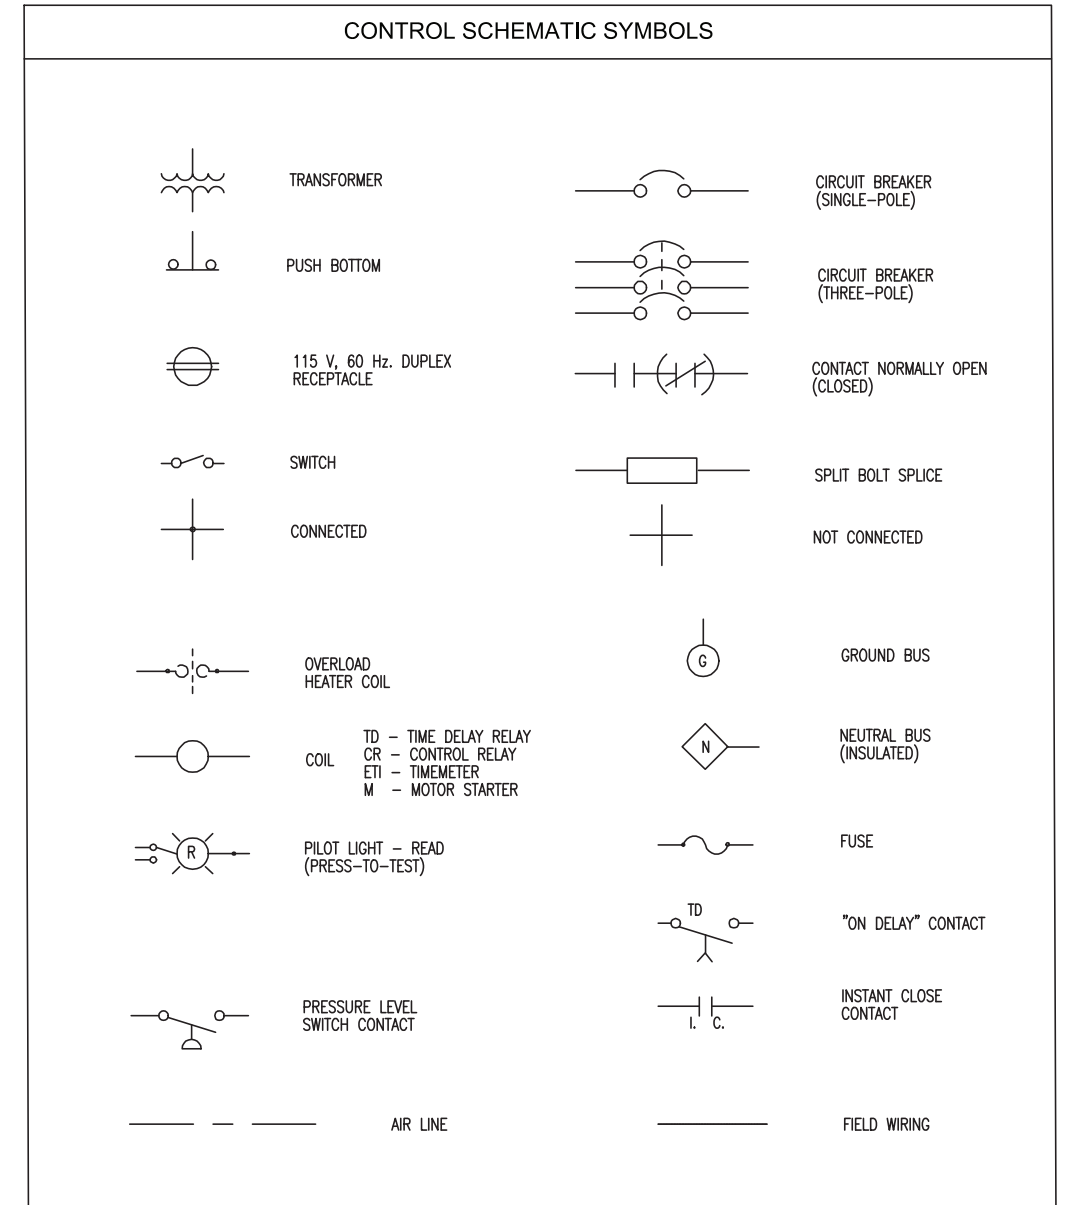 CONTROL SCHEMATIC SYMBOLS
TRANSFORMER
CIRCUIT BREAKER
(SINGLE-POLE)
PUSH BOTTOM
CIRCUIT BREAKER
(THREE-POLE)
115 V, 60 Hz. DUPLEX
RECEPTACLE
CONTACT NORMALLY OPEN
(CLOSED)
SWITCH
SPLIT BOLT SPLICE
CONNECTED
NOT CONNECTED
OVERLOAD
HEATER COIL
G
GROUND BUS
COIL
TD - TIME DELAY RELAY
CR - CONTROL RELAY
ETI - TIMEMETER
M - MOTOR STARTER
N
NEUTRAL BUS
(INSULATED)
R
PILOT LIGHT - READ
(PRESS-TO-TEST)
FUSE
TD
"ON DELAY" CONTACT
PRESSURE LEVEL
SWITCH CONTACT
I. C.
INSTANT CLOSE
CONTACT
AIR LINE
FIELD WIRING